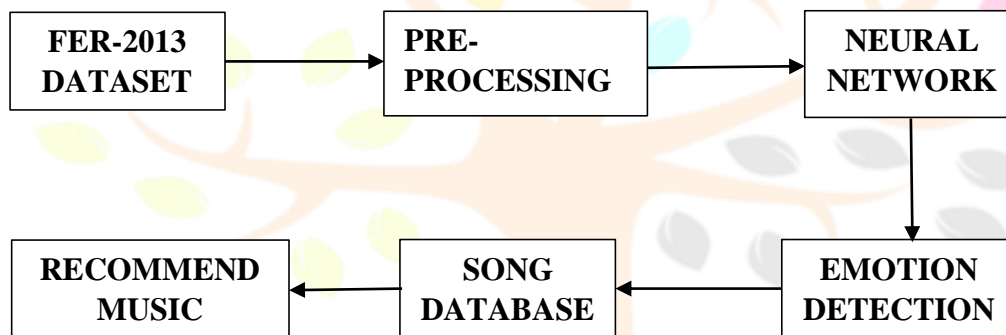 FER-2013
DATASET
PRE-
PROCESSING
NEURAL
NETWORK
RECOMMEND
MUSIC
SONG
DATABASE
EMOTION
DETECTION